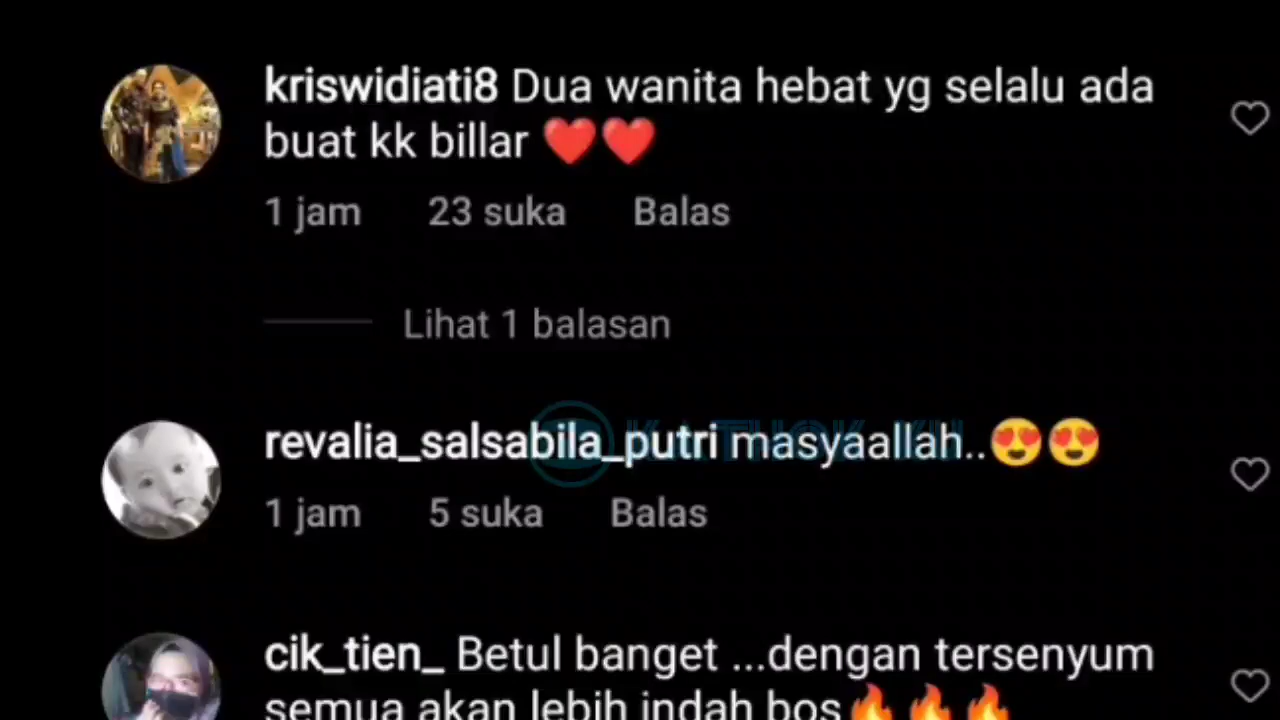 kriswidiati8 Dua wanita hebat yg selalu ada
buat kk billar ❤️❤️
1 jam 23 suka Balas
Lihat 1 balasan
revalia_salsabila_putri masyaallah..😍😍
1 jam 5 suka Balas
cik_tien_ Betul banget ...dengan tersenyum
semua akan lebih indah bos🔥🔥🔥